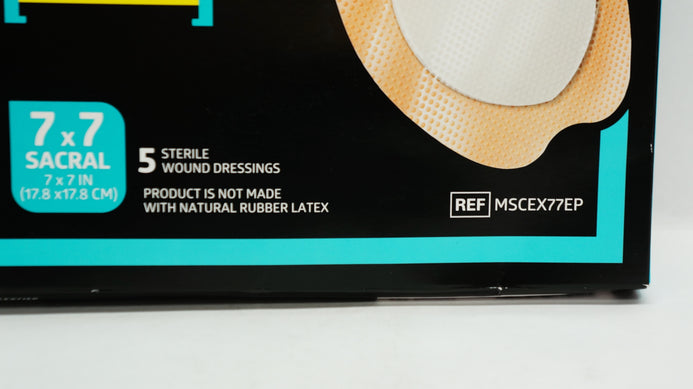 7 x 7
SACRAL
7 x 7 IN
(17.8 x17.8 CM)
5 STERILE
WOUND DRESSINGS
PRODUCT IS NOT MADE
WITH NATURAL RUBBER LATEX
REF MSCEX77EP